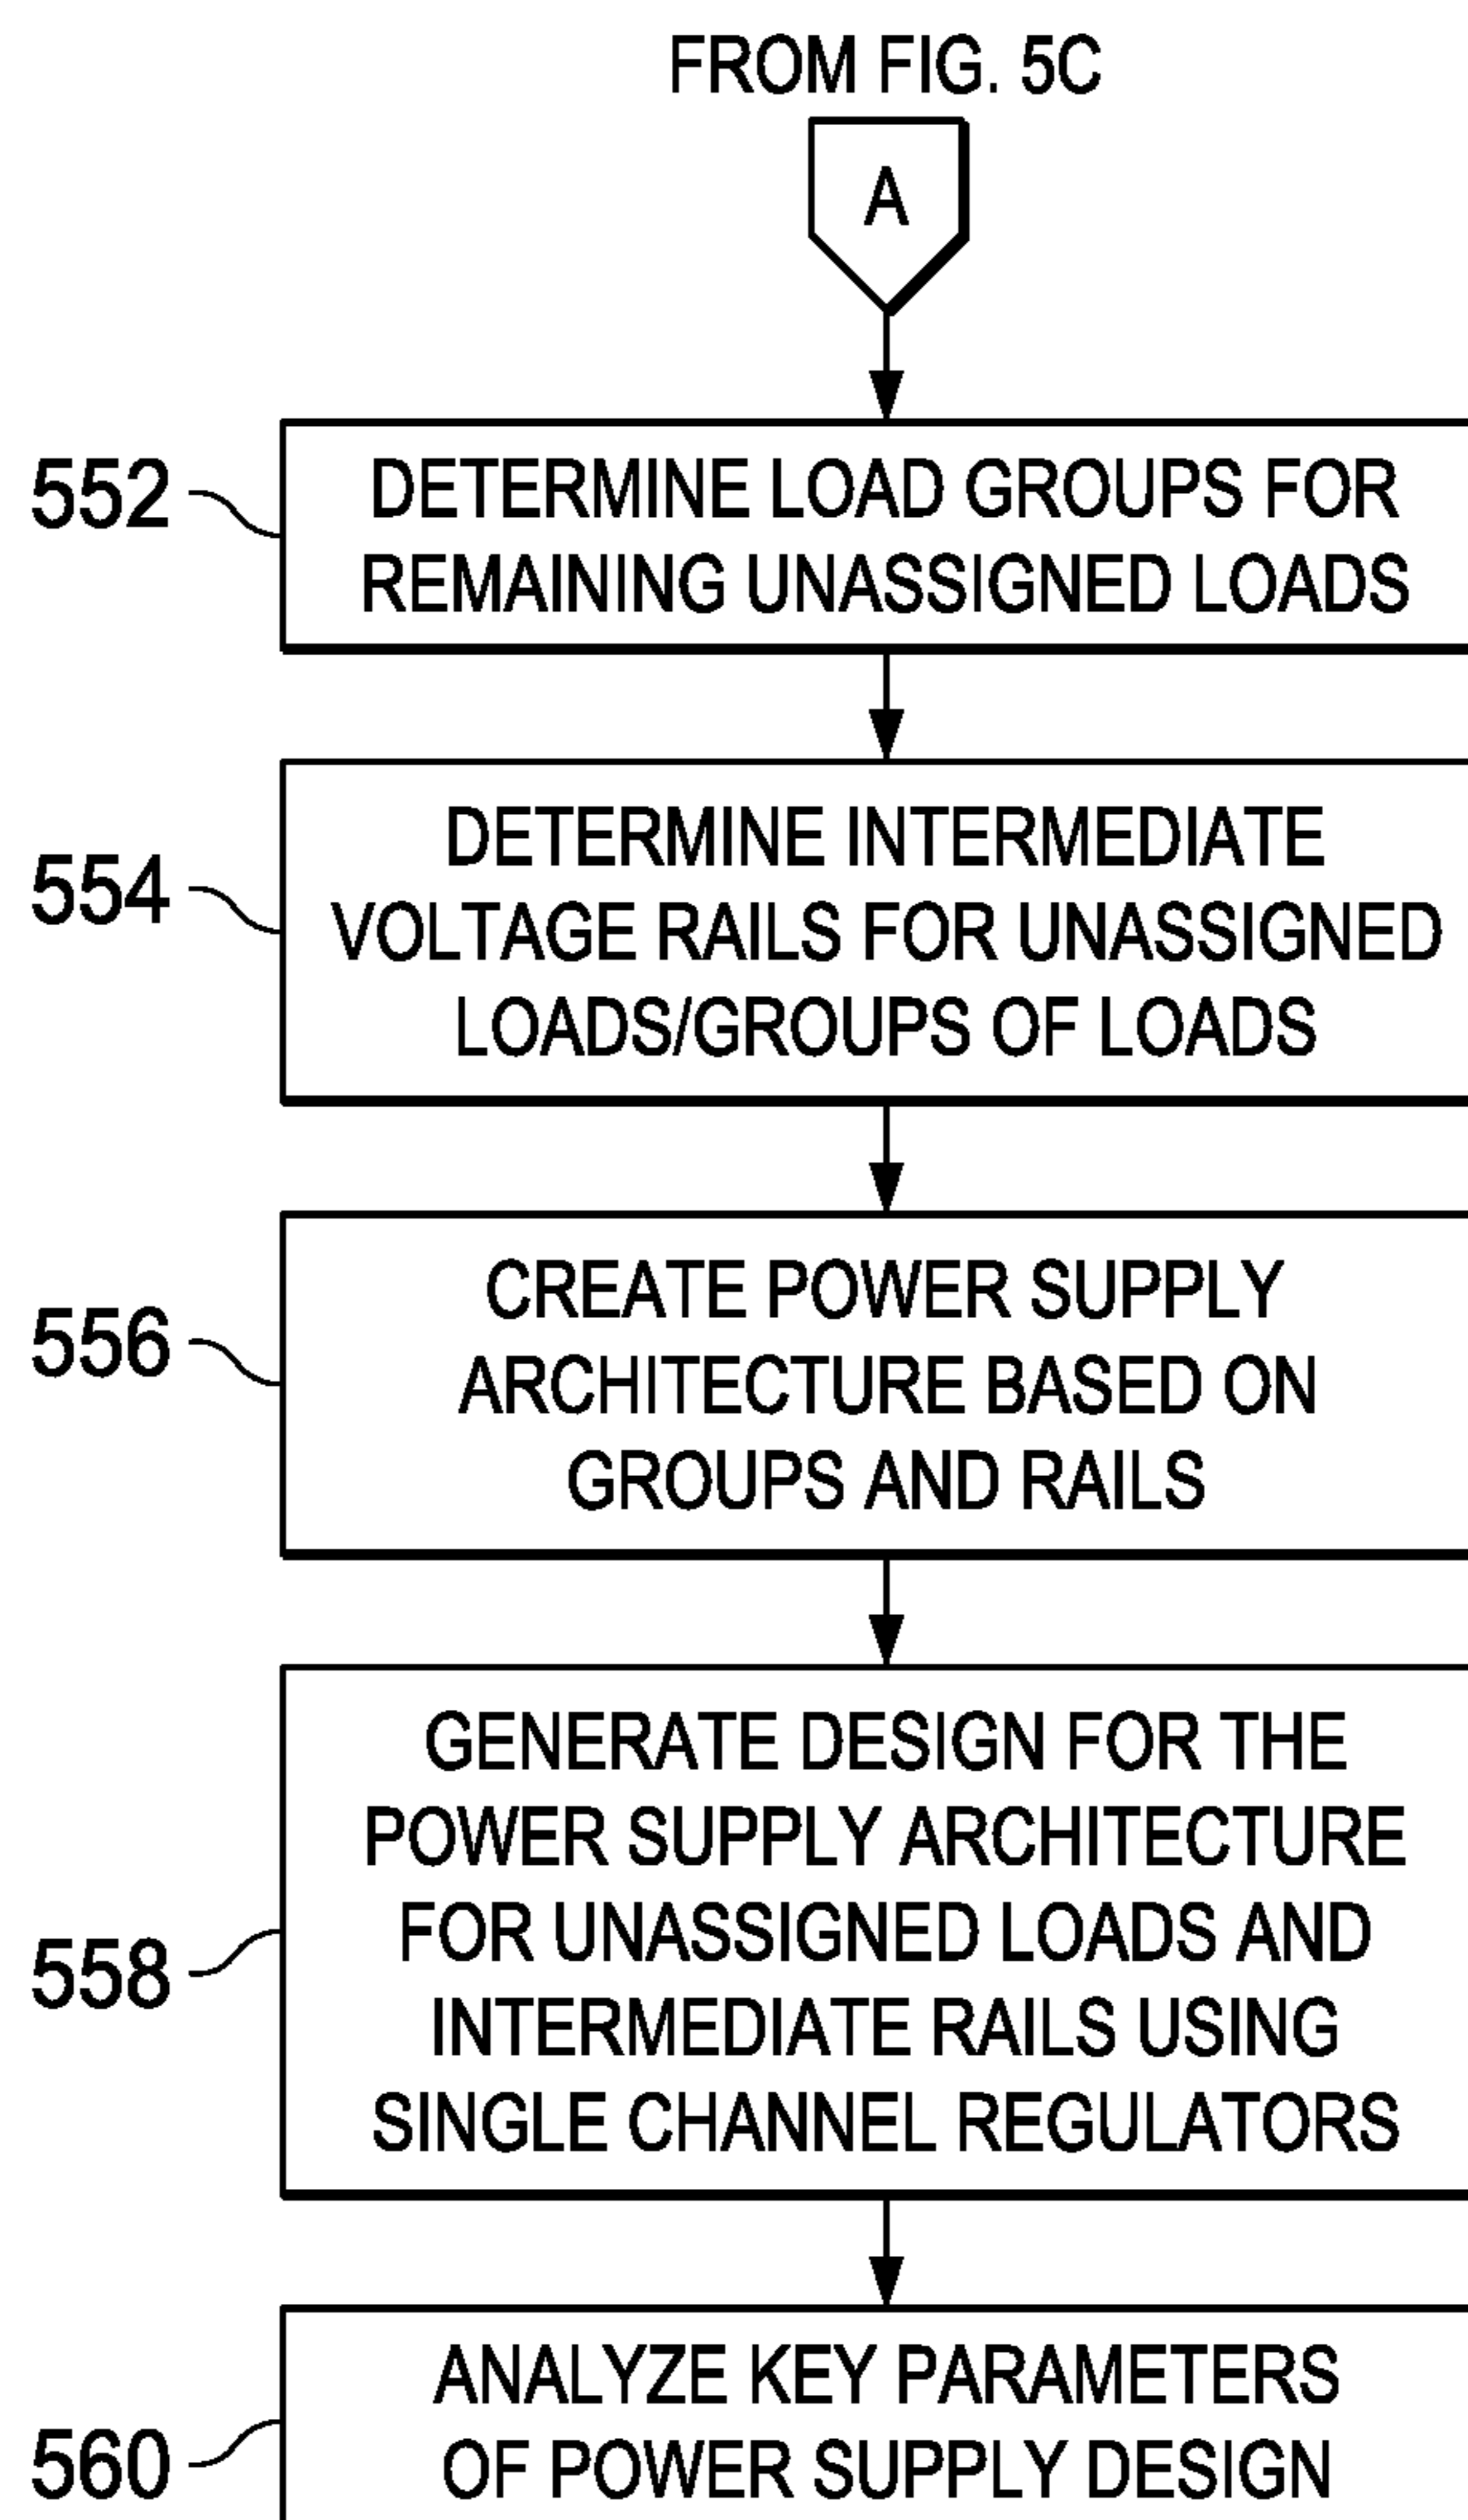 FROM FIG. 5C
A
552
DETERMINE LOAD GROUPS FOR
REMAINING UNASSIGNED LOADS
554
DETERMINE INTERMEDIATE
VOLTAGE RAILS FOR UNASSIGNED
LOADS/GROUPS OF LOADS
556
CREATE POWER SUPPLY
ARCHITECTURE BASED ON
GROUPS AND RAILS
558
GENERATE DESIGN FOR THE
POWER SUPPLY ARCHITECTURE
FOR UNASSIGNED LOADS AND
INTERMEDIATE RAILS USING
SINGLE CHANNEL REGULATORS
560
ANALYZE KEY PARAMETERS
OF POWER SUPPLY DESIGN